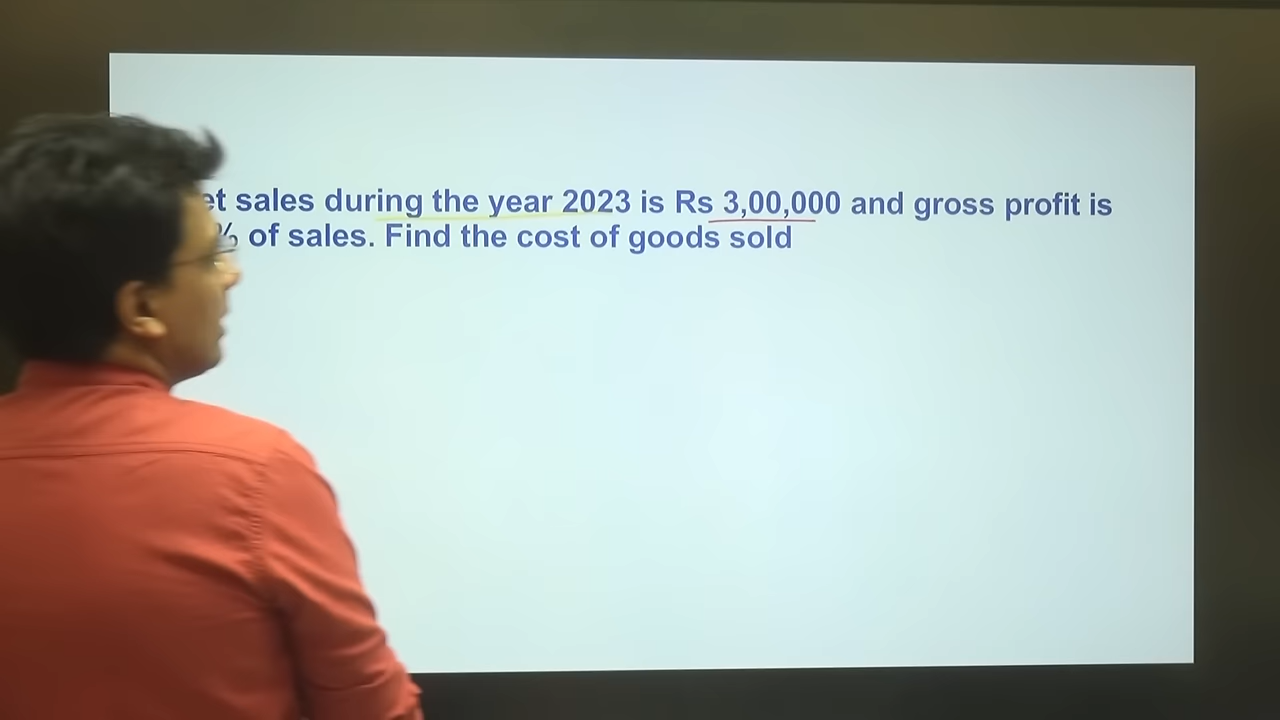 et sales during the year 2023 is Rs 3,00,000 and gross profit is
% of sales. Find the cost of goods sold